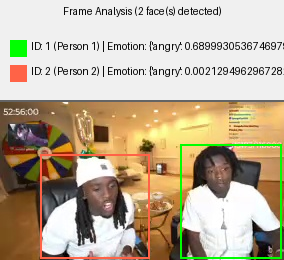 Frame Analysis (2 face(s) detected)
ID: 1 (Person 1) | Emotion: {'angry': 0.6899930536746979
ID: 2 (Person 2) | Emotion: {'angry': 0.002129496296728
52:56:00